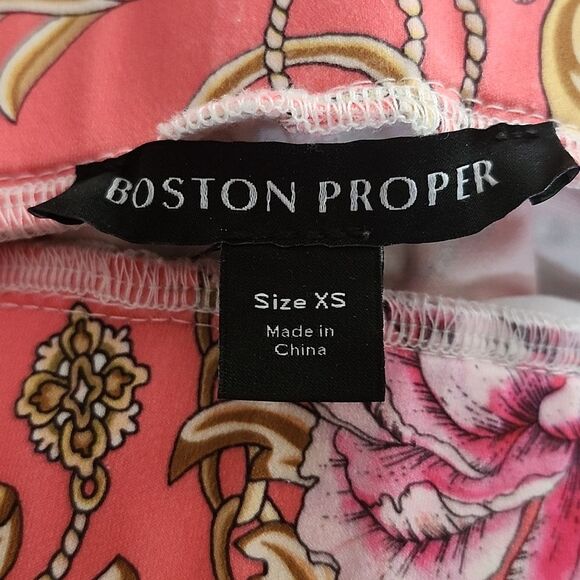 BOSTON PROPER
Size XS
Made in
China